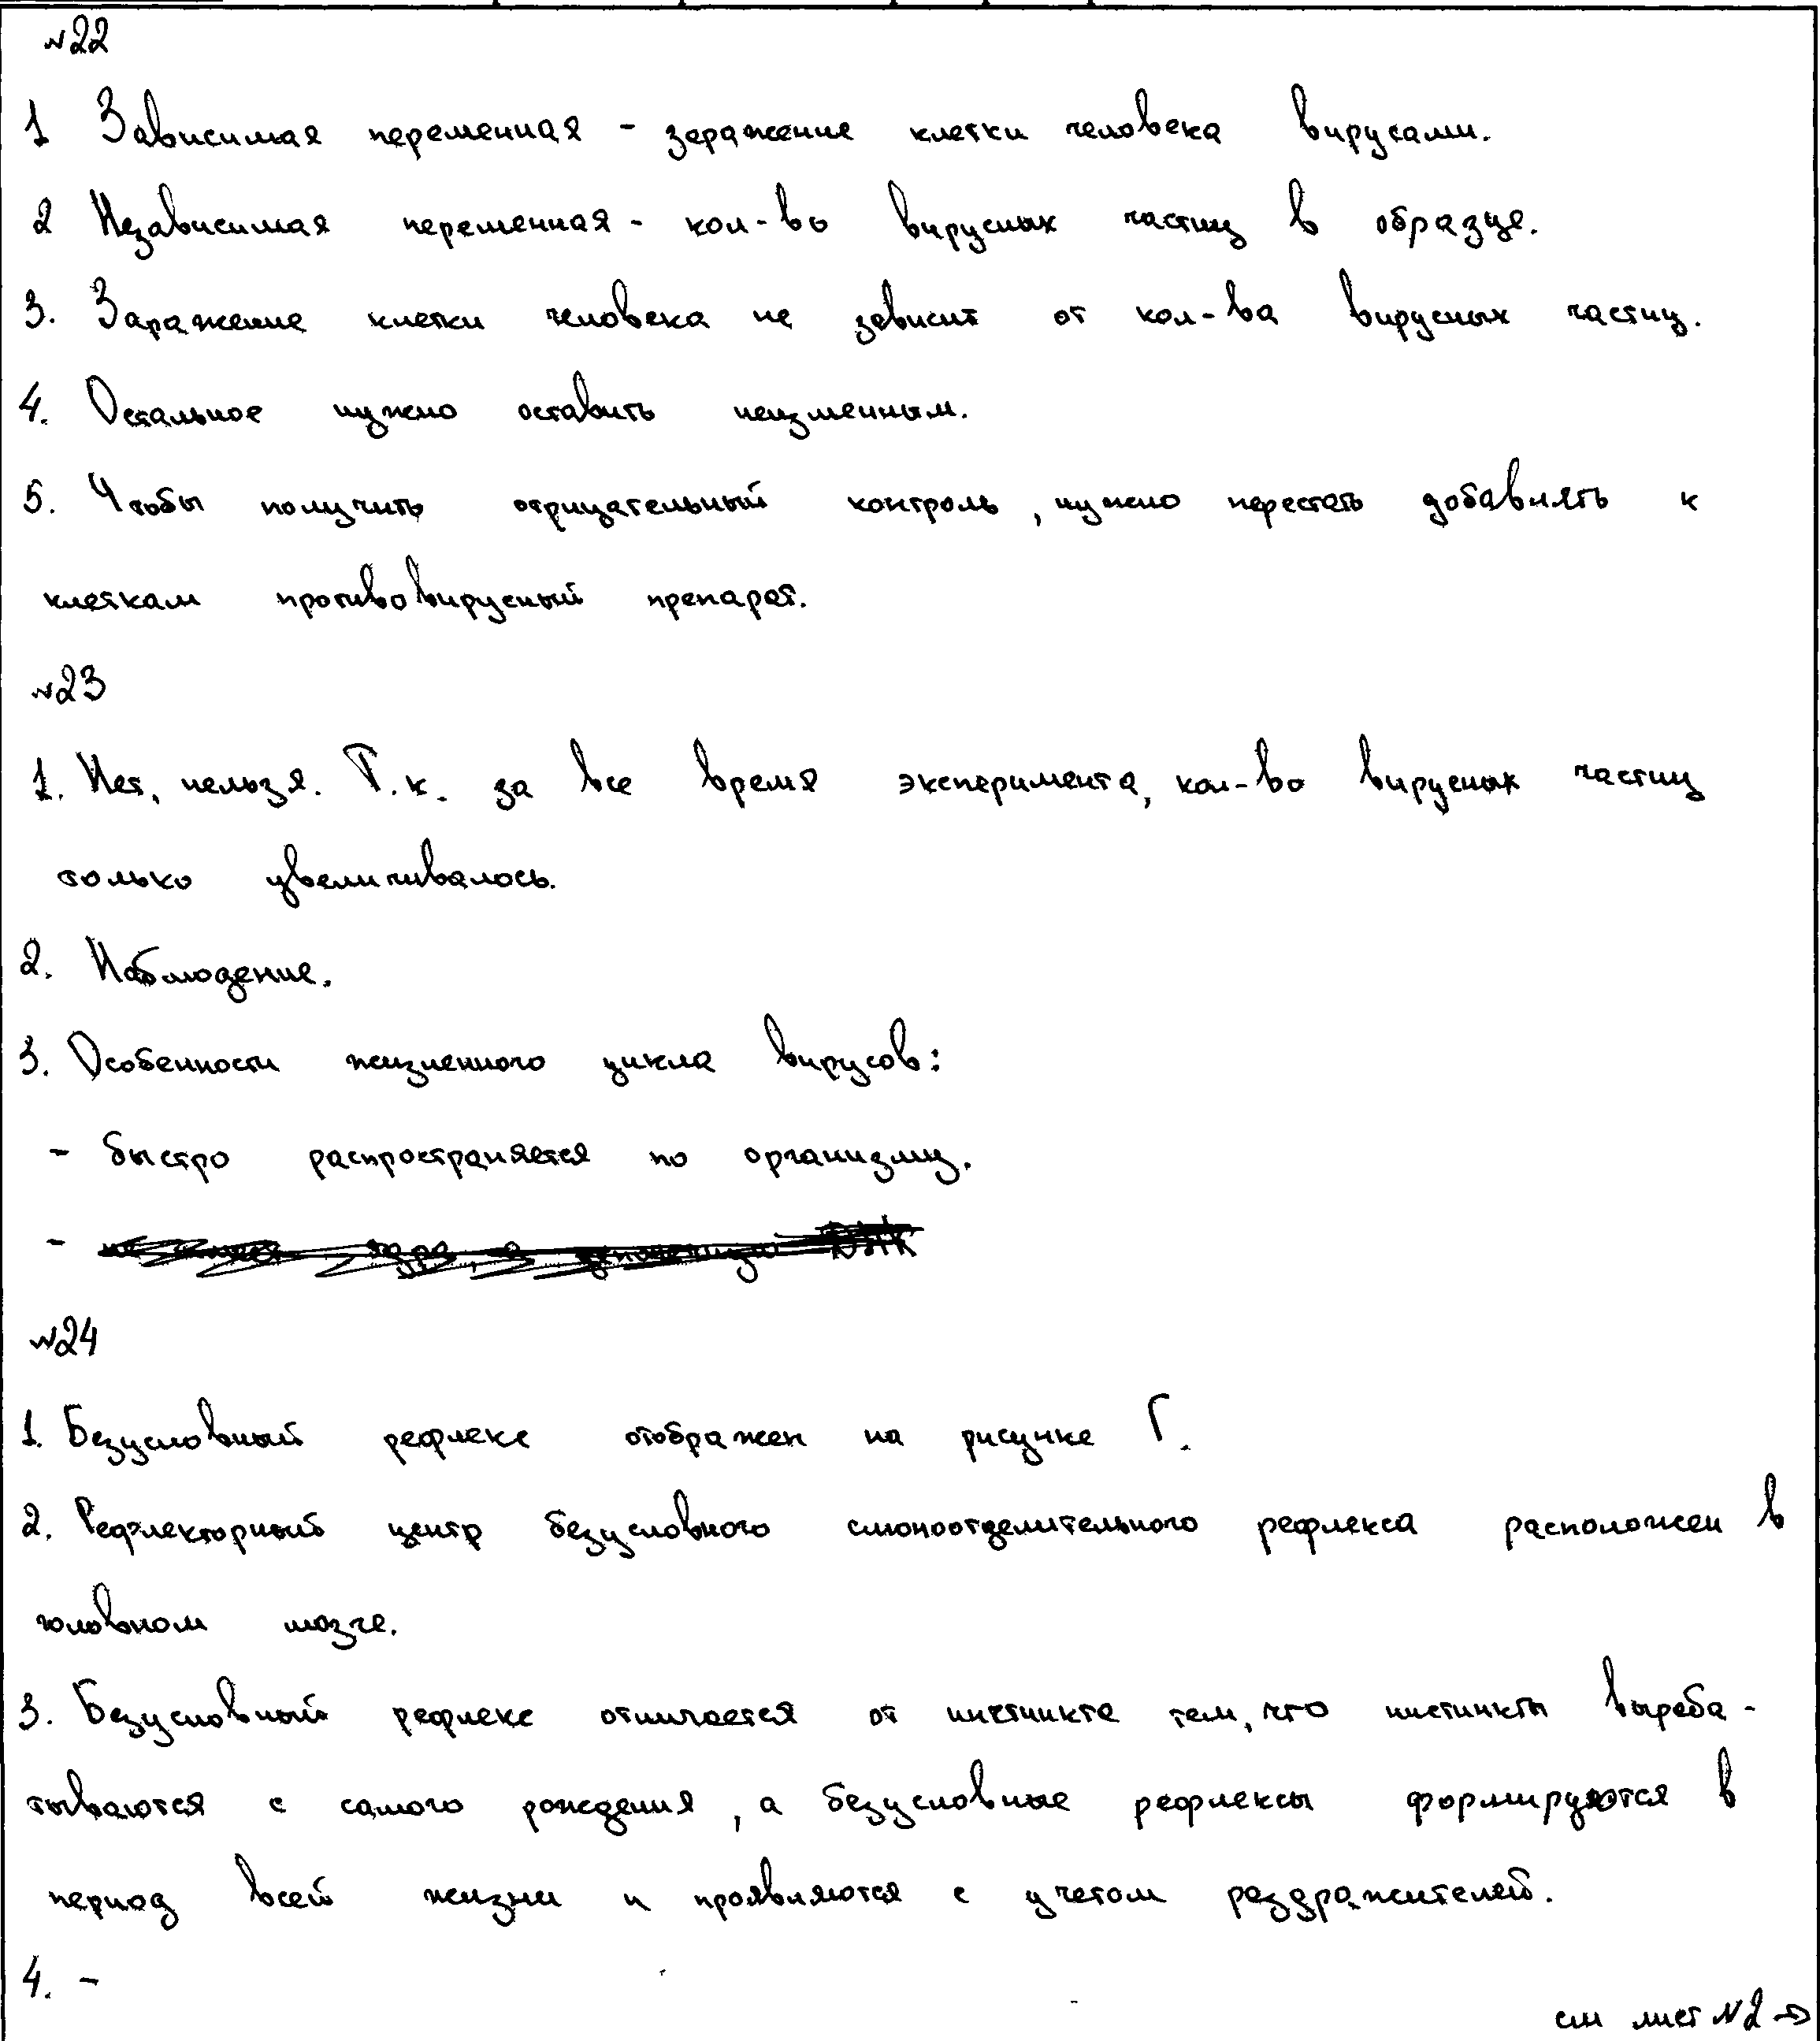 №22
1 Зависимая переменная - заражение клетки человека вирусами.
2 Независимая переменная - кол-во вирусных частиц в образце.
3. Заражение клетки человека не зависит от кол-ва вирусных частиц.
4. Остальное нужно оставить неизменным.
5. Чтобы получить отрицательный контроль, нужно перестать добавлять к
клеткам противовирусный препарат.
№23
1. Нет, нельзя. Т.к. за все время эксперимента, кол-во вирусных частиц
только увеличивалось.
2. Наблюдение.
3. Особенности жизненного цикла вирусов:
- быстро распространяется по организму.
-
№24
1. Безусловный рефлекс отображен на рисунке Г.
2. Рефлекторный центр безусловного слюноотделительного рефлекса расположен в
головном мозге.
3. Безусловный рефлекс отличается от инстинкта тем, что инстинкты выраба-
тываются с самого рождения, а безусловные рефлексы формируются в
период всей жизни и проявляются с учетом раздражителей.
4. -
см лист №2 →